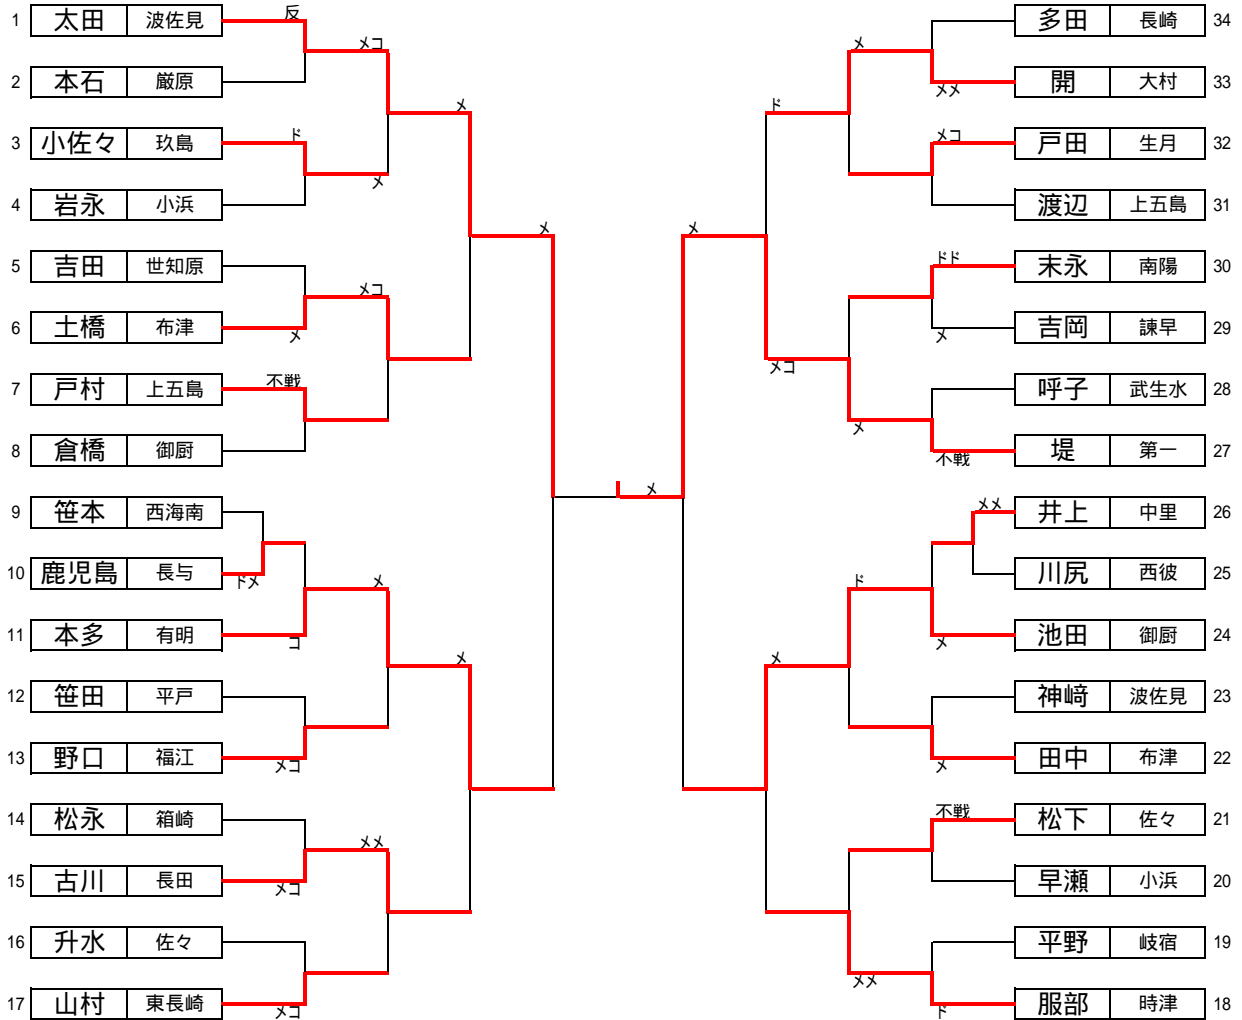 1 太田 波佐見
2 本石 厳原
3 小佐々 玖島
4 岩永 小浜
5 吉田 世知原
6 土橋 布津
7 戸村 上五島
8 倉橋 御厨
9 笹本 西海南
10 鹿児島 長与
11 本多 有明
12 笹田 平戸
13 野口 福江
14 松永 箱崎
15 古川 長田
16 升水 佐々
17 山村 東長崎
反
ド
メ
不戦
ドメ
コ
メコ
メコ
メコ
メコ
メ
メコ
メ
メメ
メ
メ
メ
メ
メ
ド
メコ
メ
メ
メ
ド
メメ
メメ
メコ
ドド
メ
不戦
メメ
メ
メ
不戦
ド
多田 長崎 34
開 大村 33
戸田 生月 32
渡辺 上五島 31
末永 南陽 30
吉岡 諫早 29
呼子 武生水 28
堤 第一 27
井上 中里 26
川尻 西彼 25
池田 御厨 24
神﨑 波佐見 23
田中 布津 22
松下 佐々 21
早瀬 小浜 20
平野 岐宿 19
服部 時津 18